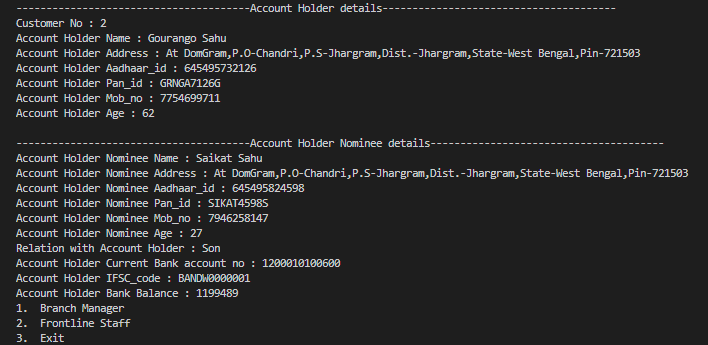 ---------------------------------------Account Holder details---------------------------------------
Customer No : 2
Account Holder Name : Gourango Sahu
Account Holder Address : At DomGram,P.O-Chandri,P.S-Jhargram,Dist.-Jhargram,State-West Bengal,Pin-721503
Account Holder Aadhaar_id : 645495732126
Account Holder Pan_id : GRNGA7126G
Account Holder Mob_no : 7754699711
Account Holder Age : 62
---------------------------------------Account Holder Nominee details---------------------------------------
Account Holder Nominee Name : Saikat Sahu
Account Holder Nominee Address : At DomGram,P.O-Chandri,P.S-Jhargram,Dist.-Jhargram,State-West Bengal,Pin-721503
Account Holder Nominee Aadhaar_id : 645495824598
Account Holder Nominee Pan_id : SIKAT4598S
Account Holder Nominee Mob_no : 7946258147
Account Holder Nominee Age : 27
Relation with Account Holder : Son
Account Holder Current Bank account no : 1200010100600
Account Holder IFSC_code : BANDW0000001
Account Holder Bank Balance : 1199489
1.  Branch Manager
2.  Frontline Staff
3.  Exit